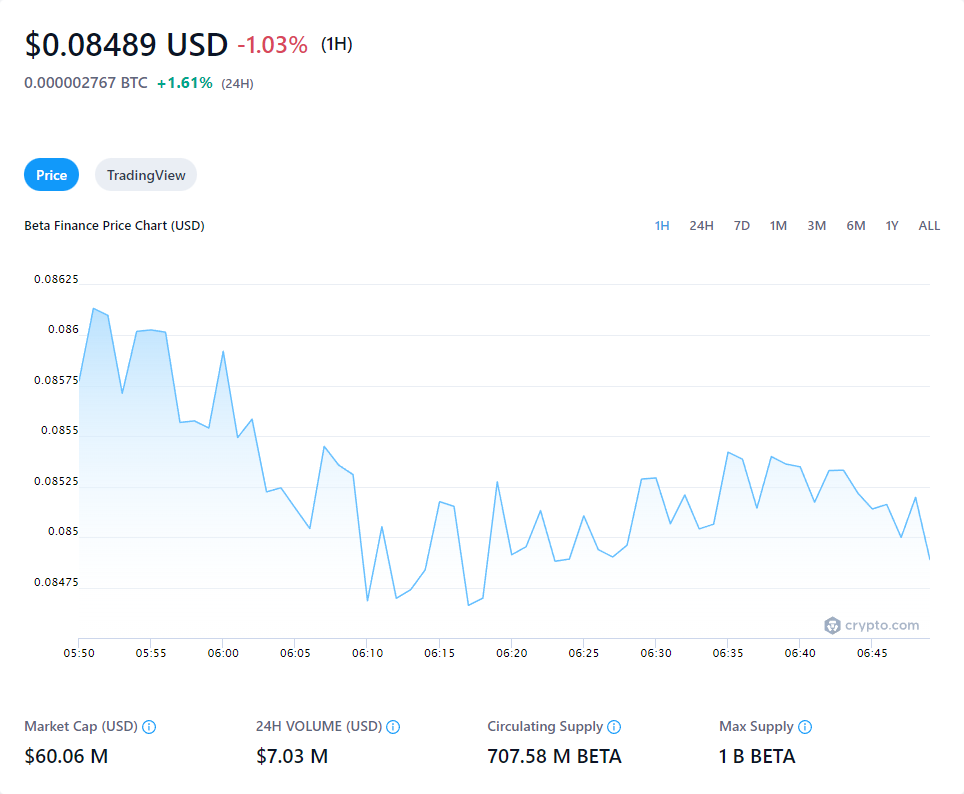 $0.08489 USD -1.03% (1H)
0.000002767 BTC +1.61% (24H)
Price TradingView
Beta Finance Price Chart (USD) 1H 24H 7D 1M 3M 6M 1Y ALL
0.08625
0.086
0.08575
0.0855
0.08525
0.085
0.08475
crypto.com
05:50 05:55 06:00 06:05 06:10 06:15 06:20 06:25 06:30 06:35 06:40 06:45
Market Cap (USD) 24H VOLUME (USD) Circulating Supply Max Supply
$60.06 M $7.03 M 707.58 M BETA 1 B BETA